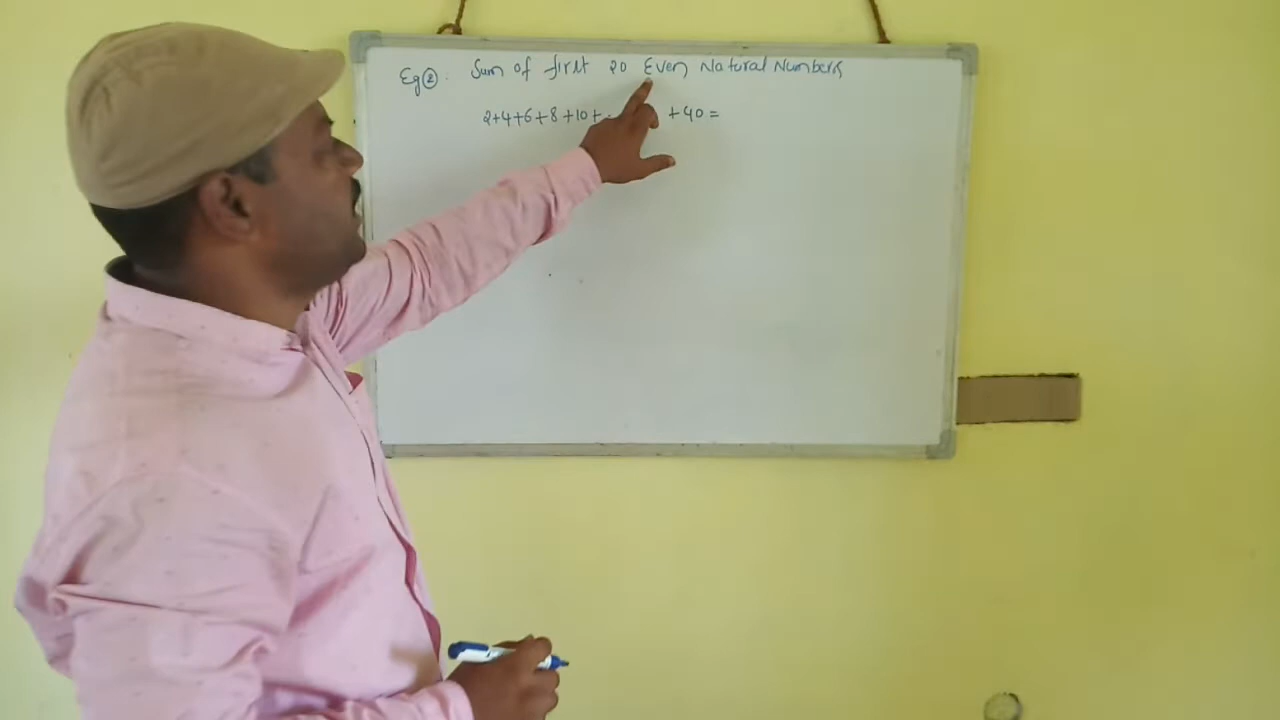 Eg②: Sum of first 20 Even Natural Numbers
2+4+6+8+10+ +40=